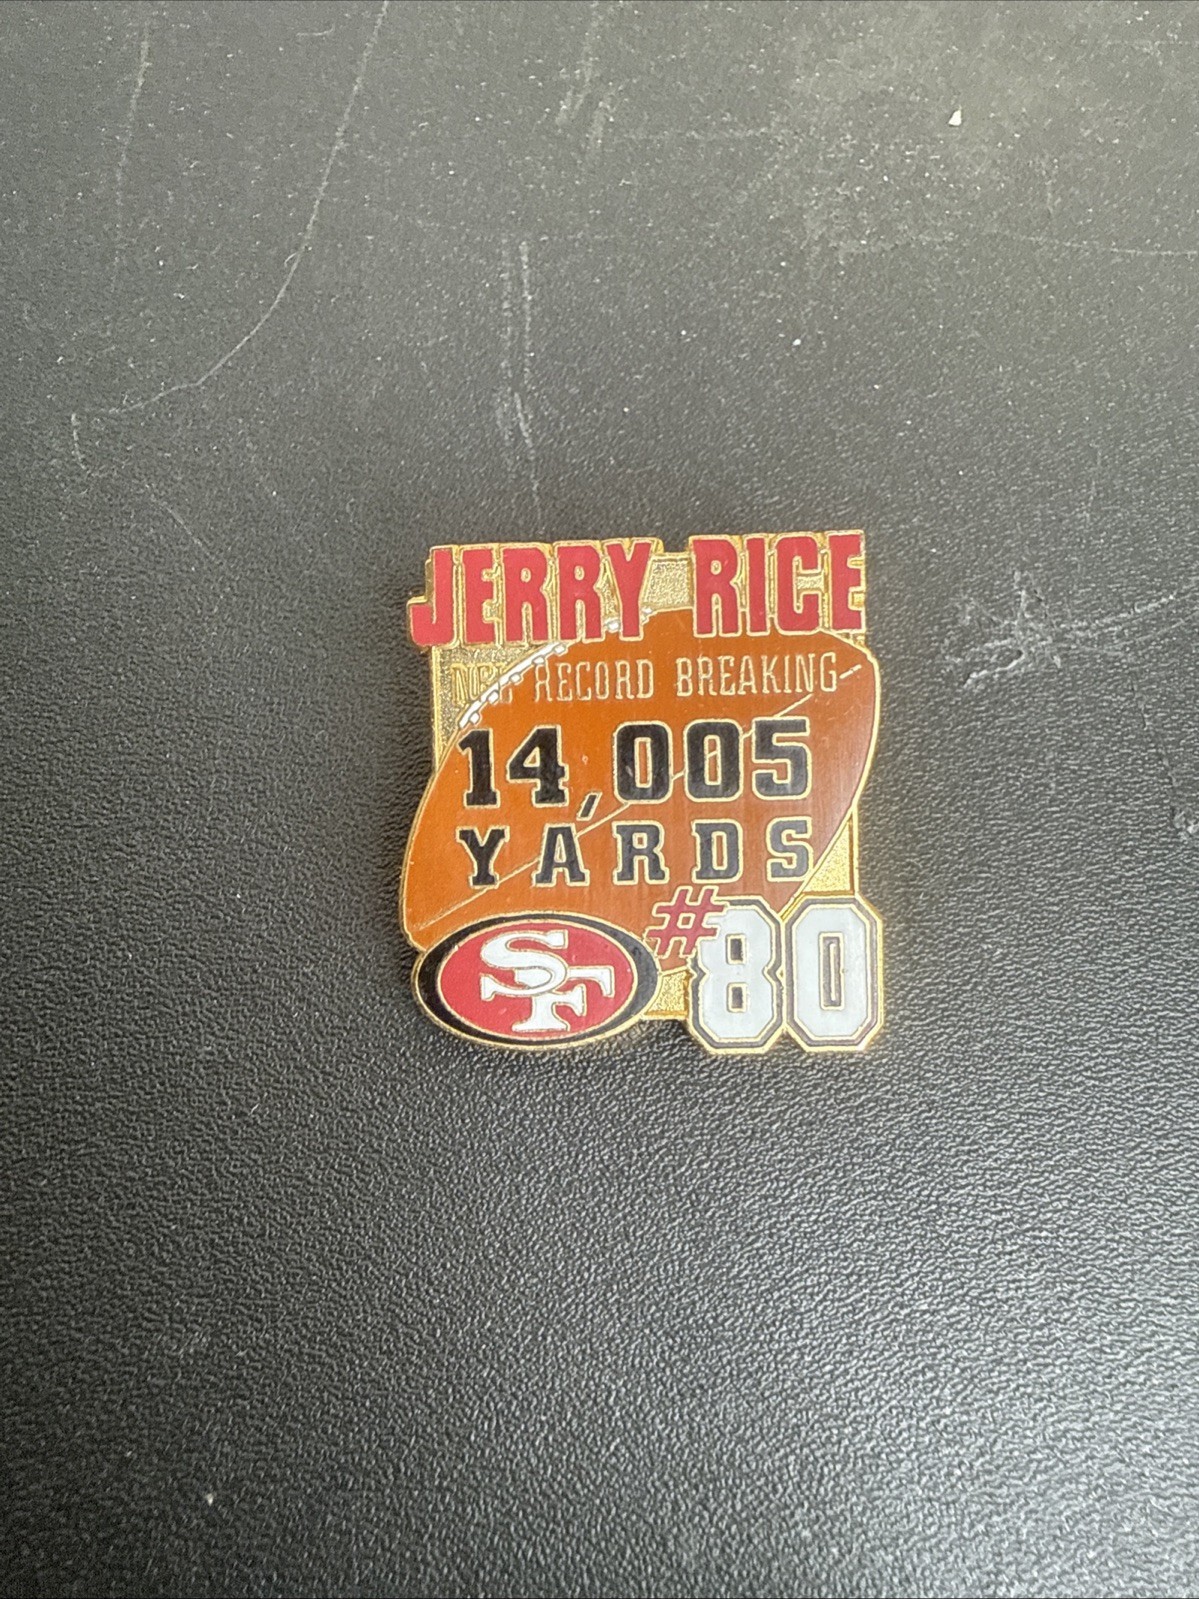 JERRY RICE
NFL RECORD BREAKING
14,005
YARDS
#80
SF